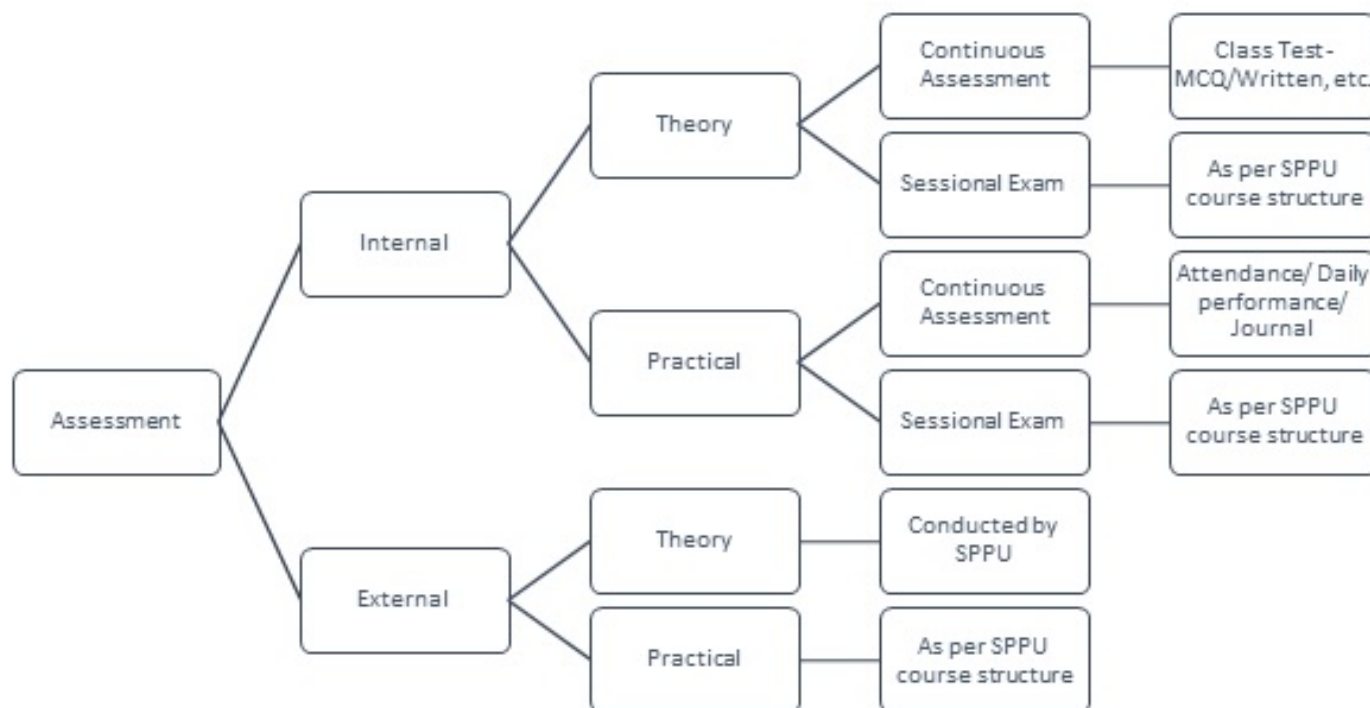 Continuous
Assessment
Class Test-
MCQ/Written, etc.
Theory
Sessional Exam
As per SPPU
course structure
Internal
Continuous
Assessment
Attendance/ Daily
performance/
Journal
Practical
Sessional Exam
As per SPPU
course structure
Assessment
Theory
Conducted by
SPPU
External
Practical
As per SPPU
course structure